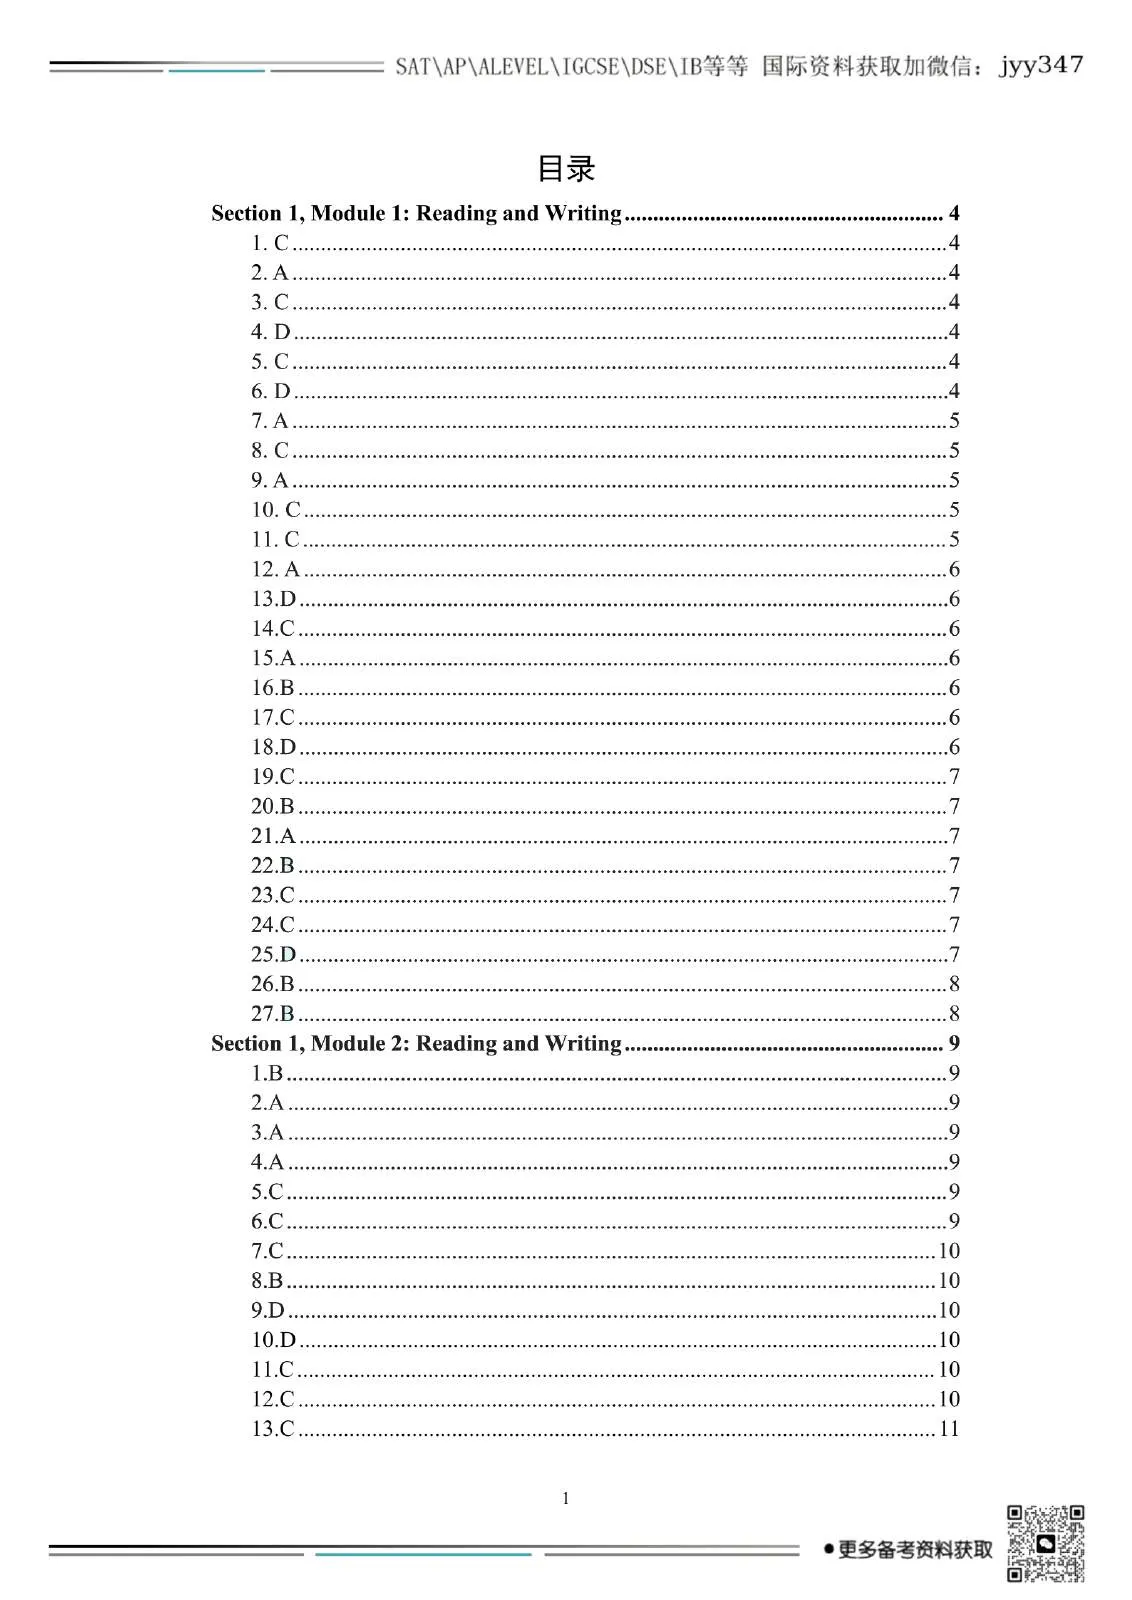 SAT\AP\ALEVEL\IGCSE\DSE\IB等等 国际资料获取加微信：jyy347
目录
Section 1, Module 1: Reading and Writing........................................................ 4
1. C....................................................................................................................4
2. A....................................................................................................................4
3. C....................................................................................................................4
4. D....................................................................................................................4
5. C....................................................................................................................4
6. D....................................................................................................................4
7. A....................................................................................................................5
8. C....................................................................................................................5
9. A....................................................................................................................5
10. C..................................................................................................................5
11. C..................................................................................................................5
12. A..................................................................................................................6
13.D...................................................................................................................6
14.C...................................................................................................................6
15.A...................................................................................................................6
16.B...................................................................................................................6
17.C...................................................................................................................6
18.D...................................................................................................................6
19.C...................................................................................................................7
20.B...................................................................................................................7
21.A...................................................................................................................7
22.B...................................................................................................................7
23.C...................................................................................................................7
24.C...................................................................................................................7
25.D...................................................................................................................7
26.B...................................................................................................................8
27.B...................................................................................................................8
Section 1, Module 2: Reading and Writing........................................................ 9
1.B.....................................................................................................................9
2.A.....................................................................................................................9
3.A.....................................................................................................................9
4.A.....................................................................................................................9
5.C.....................................................................................................................9
6.C.....................................................................................................................9
7.C...................................................................................................................10
8.B...................................................................................................................10
9.D...................................................................................................................10
10.D.................................................................................................................10
11.C.................................................................................................................10
12.C.................................................................................................................10
13.C.................................................................................................................11
1
●更多备考资料获取